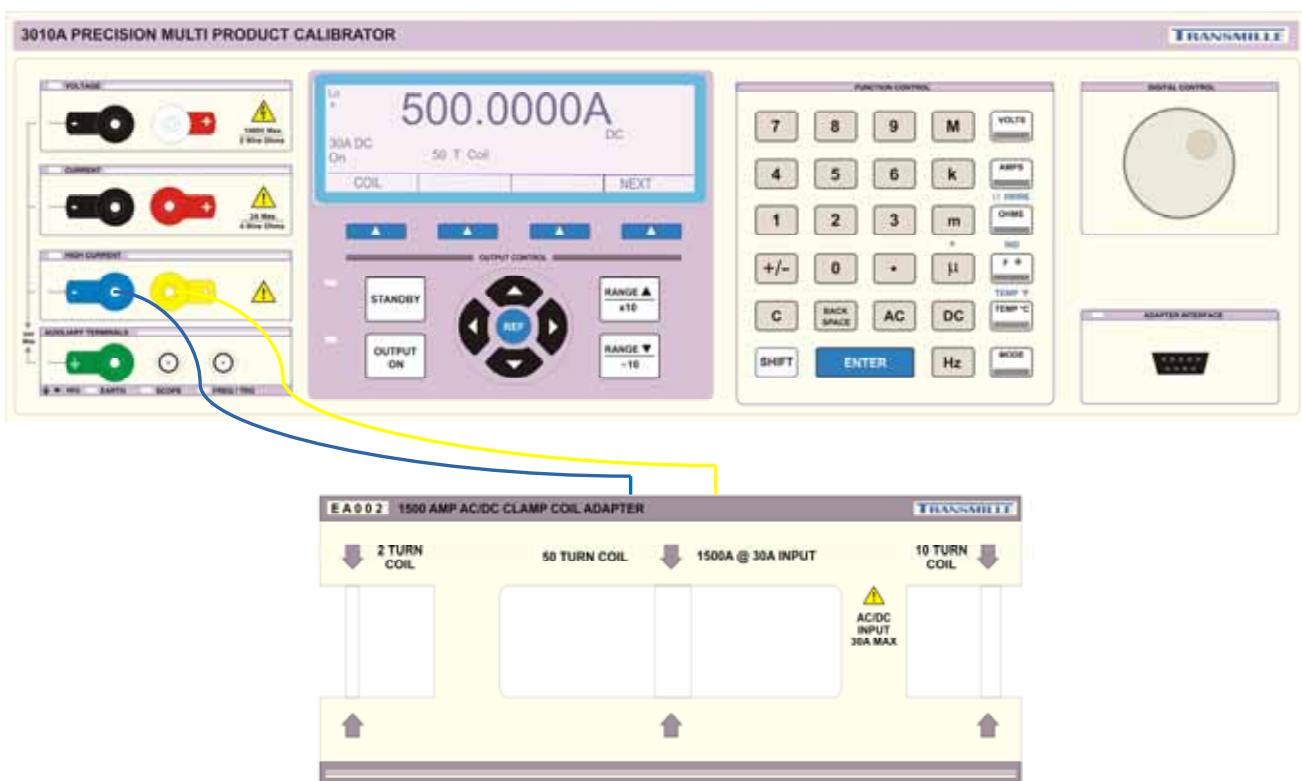 3010A PRECISION MULTI PRODUCT CALIBRATOR
TRANSMILLE
VOLTAGE
- +
1000V Max.
2 Wire Ohms
CURRENT
- +
2A Max.
4 Wire Ohms
HIGH CURRENT
- +
AUXILIARY TERMINALS
EARTH SCOPE FREQ / TRG
Lo
500.0000A
DC
30A DC
On
50 T Coil
COIL NEXT
OUTPUT CONTROL
STANDBY
OUTPUT
ON
REF
RANGE ▲
x10
RANGE ▼
÷10
FUNCTION CONTROL
7 8 9 M VOLTS
4 5 6 k AMPS
1 2 3 m OHMS
+/- 0 • µ
TEMP °F
C BACK SPACE AC DC TEMP °C
SHIFT ENTER Hz MODE
DIGITAL CONTROL
ADAPTER INTERFACE
EA002 1500 AMP AC/DC CLAMP COIL ADAPTER
TRANSMILLE
2 TURN
COIL
50 TURN COIL
1500A @ 30A INPUT
10 TURN
COIL
AC/DC
INPUT
30A MAX